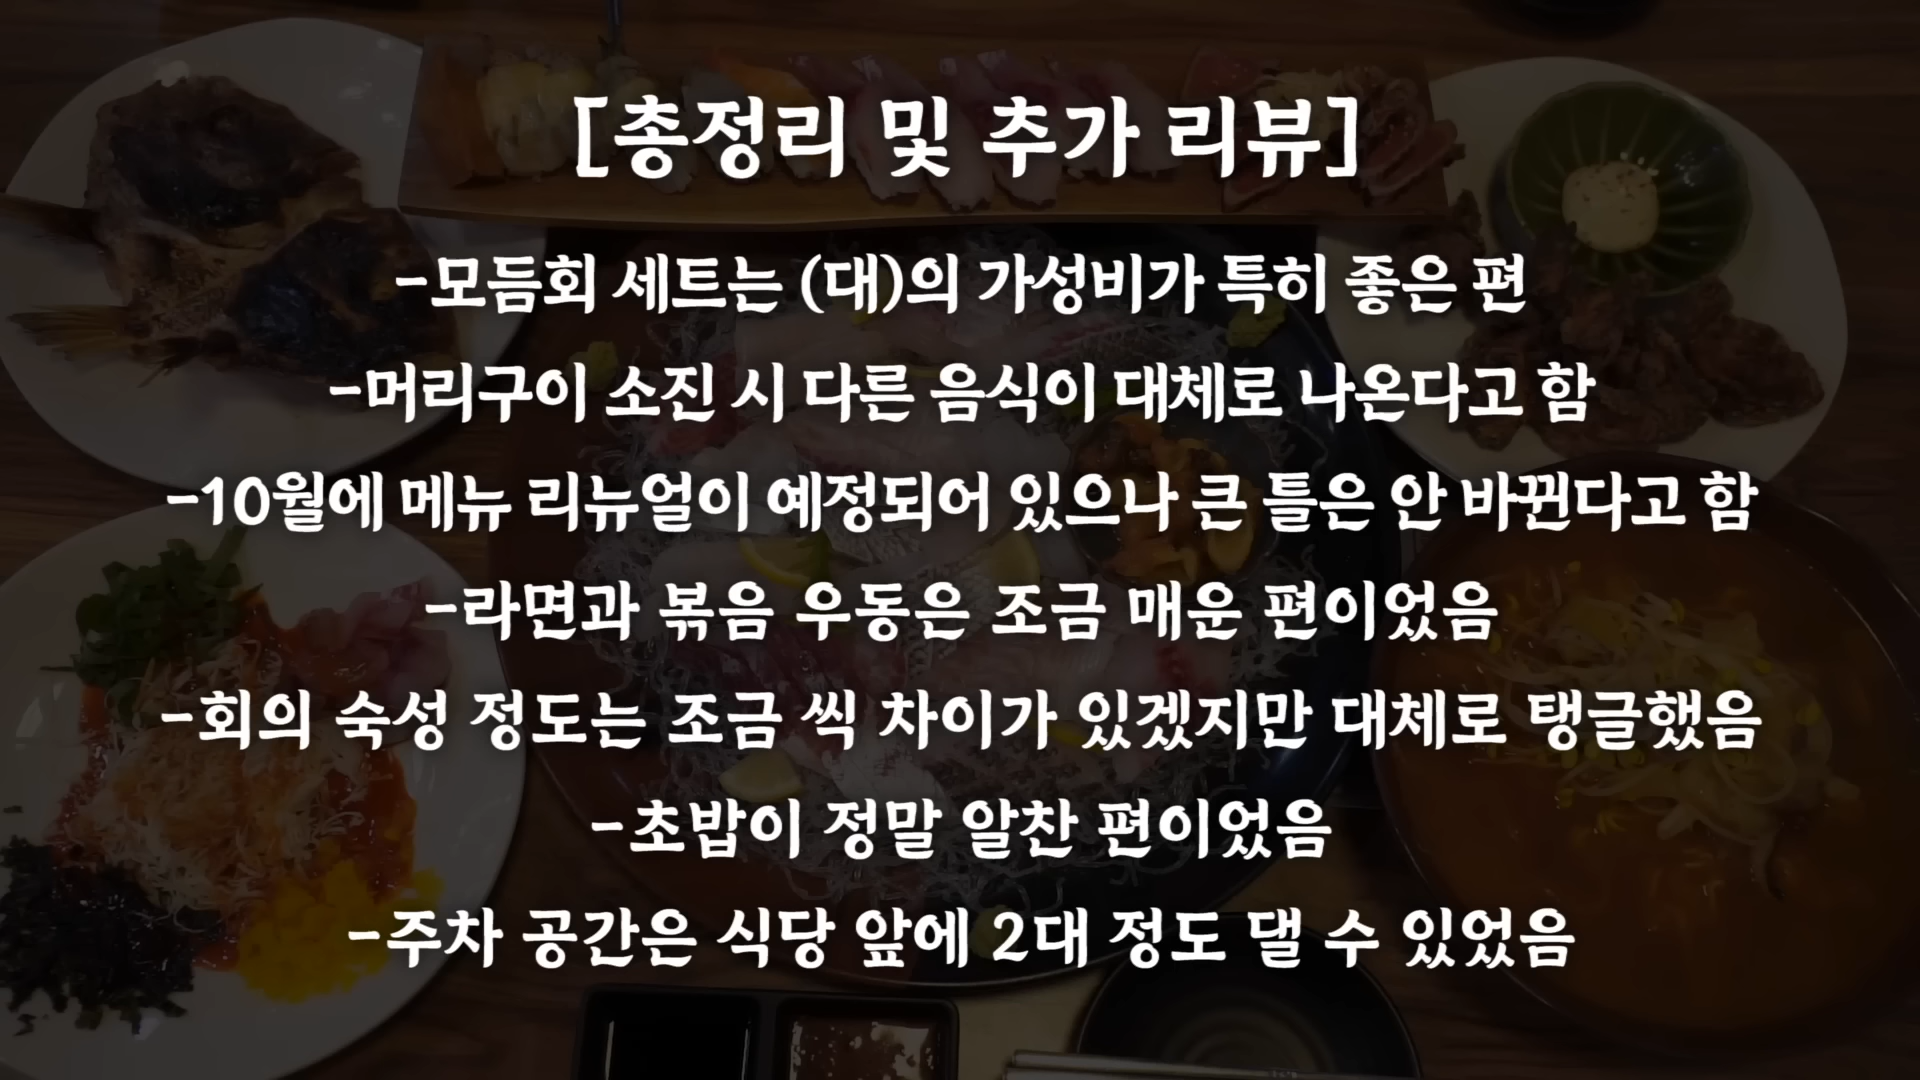 [총정리 및 추가 리뷰]
-모듬회 세트는 (대)의 가성비가 특히 좋은 편
-머리구이 소진 시 다른 음식이 대체로 나온다고 함
-10월에 메뉴 리뉴얼이 예정되어 있으나 큰 틀은 안 바뀐다고 함
-라면과 볶음 우동은 조금 매운 편이었음
-회의 숙성 정도는 조금 씩 차이가 있겠지만 대체로 탱글했음
-초밥이 정말 알찬 편이었음
-주차 공간은 식당 앞에 2대 정도 댈 수 있었음